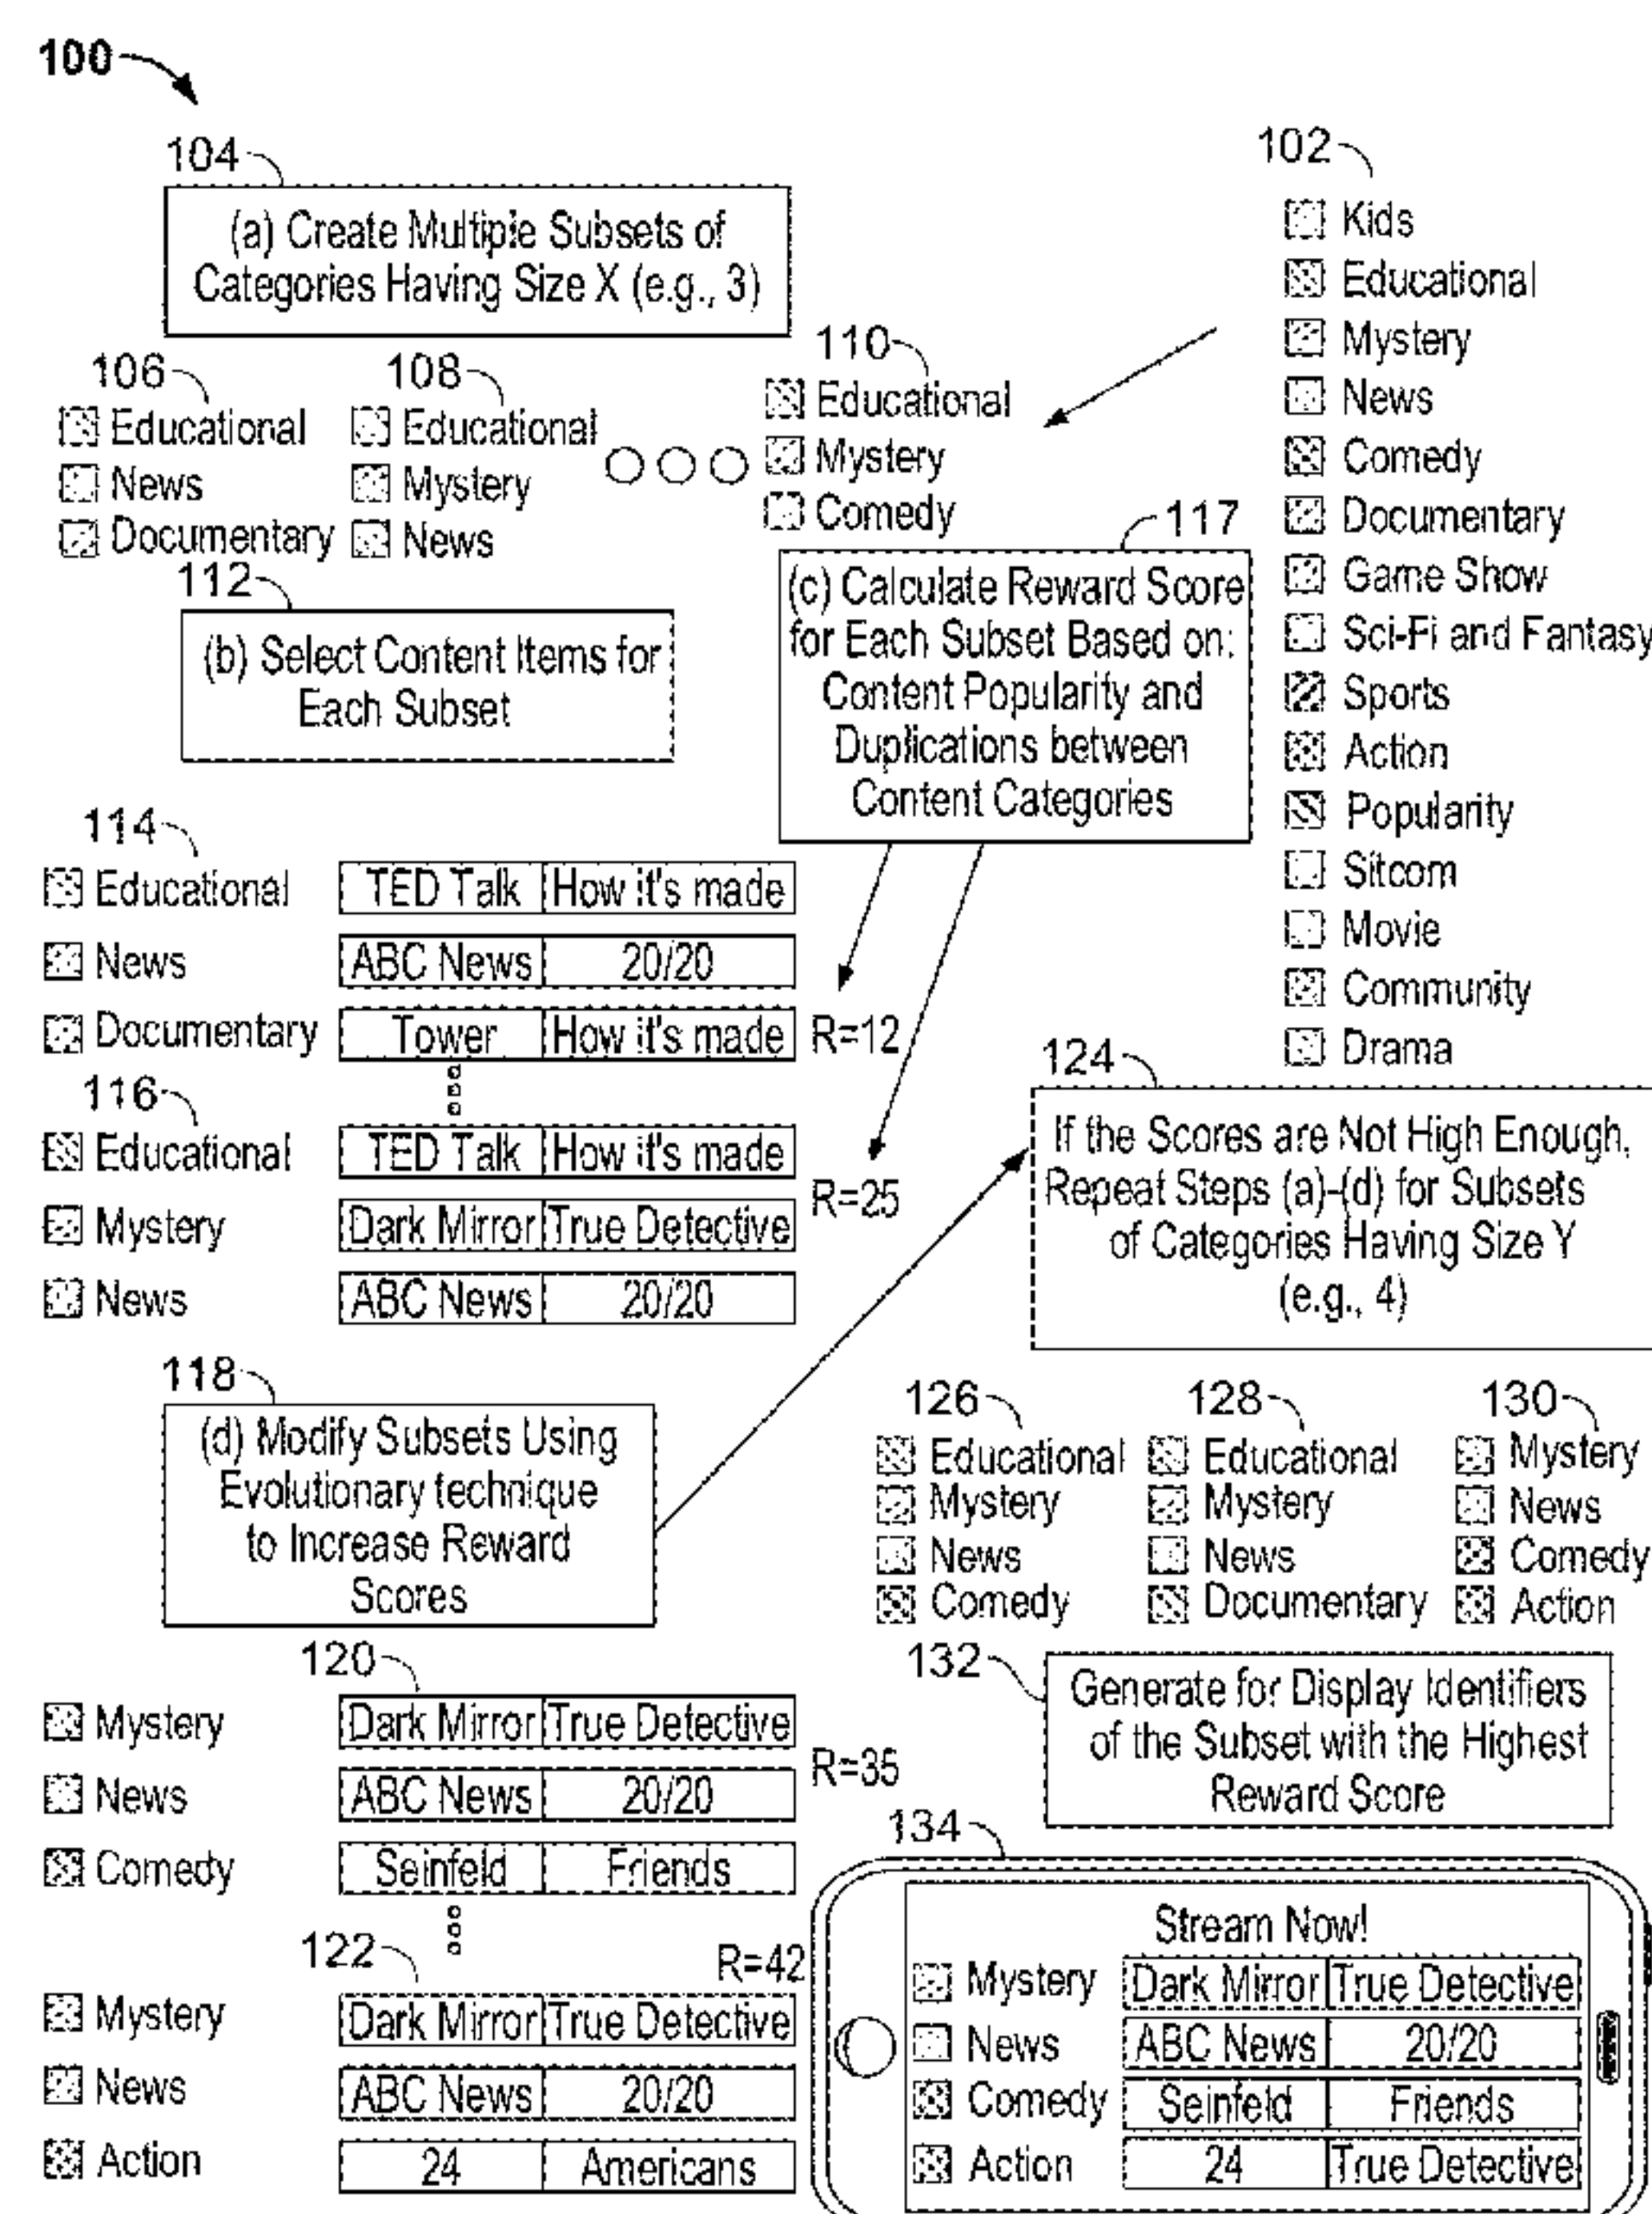 100
104
(a) Create Multiple Subsets of
Categories Having Size X (e.g., 3)
102
Kids
Educational
Mystery
News
Comedy
Documentary
Game Show
Sci-Fi and Fantasy
Sports
Action
Popularity
Sitcom
Movie
Community
Drama
106
Educational
News
Documentary
108
Educational
Mystery
News
110
Educational
Mystery
Comedy
112
(b) Select Content Items for
Each Subset
117
(c) Calculate Reward Score
for Each Subset Based on:
Content Popularity and
Duplications between
Content Categories
114
Educational TED Talk How it's made
News ABC News 20/20
Documentary Tower How it's made R=12
116
Educational TED Talk How it's made
R=25
Mystery Dark Mirror True Detective
News ABC News 20/20
118
(d) Modify Subsets Using
Evolutionary technique
to Increase Reward
Scores
124
If the Scores are Not High Enough,
Repeat Steps (a)-(d) for Subsets
of Categories Having Size Y
(e.g., 4)
126
Educational
Mystery
News
Comedy
128
Educational
Mystery
News
Documentary
130
Mystery
News
Comedy
Action
120
Mystery Dark Mirror True Detective
R=35
News ABC News 20/20
Comedy Seinfeld Friends
122
R=42
Mystery Dark Mirror True Detective
News ABC News 20/20
Action 24 Americans
132
Generate for Display Identifiers
of the Subset with the Highest
Reward Score
134
Stream Now!
Mystery Dark Mirror True Detective
News ABC News 20/20
Comedy Seinfeld Friends
Action 24 True Detective